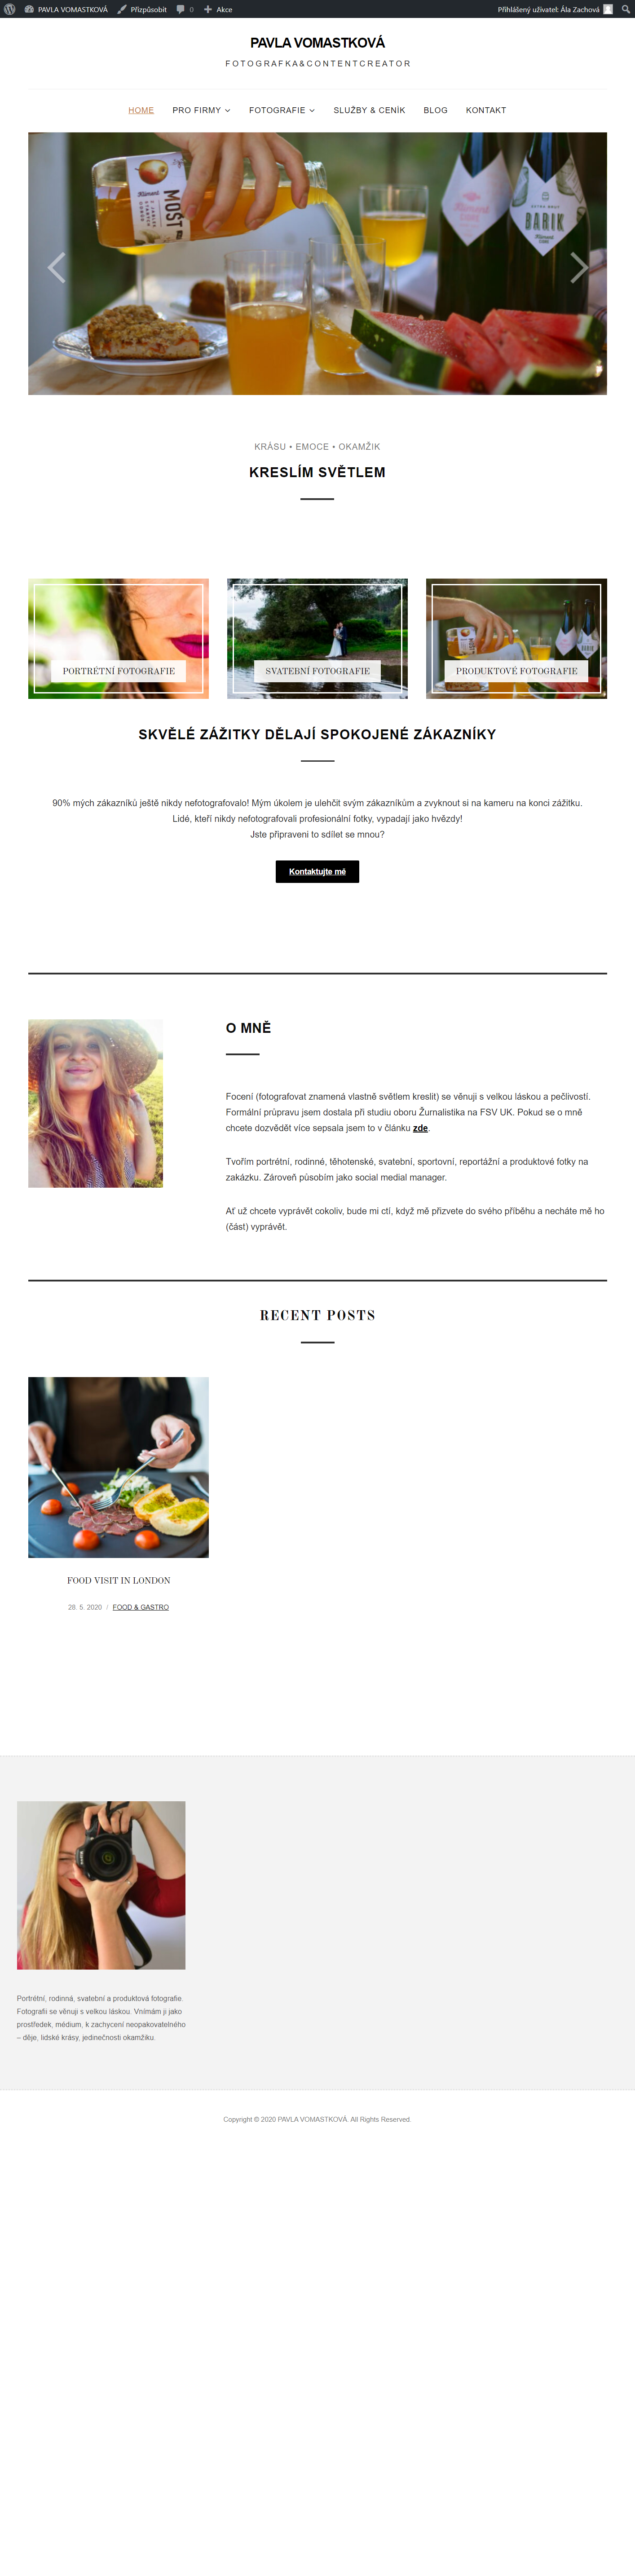 PAVLA VOMASTKOVÁ
Přizpůsobit
0
Akce
Přihlášený uživatel: Ála Zachová
PAVLA VOMASTKOVÁ
FOTOGRAFKA&CONTENTCREATOR
HOME
PRO FIRMY
FOTOGRAFIE
SLUŽBY & CENÍK
BLOG
KONTAKT
Kliment
MOST
Kliment
BARIK
Kliment
KRÁSU • EMOCE • OKAMŽIK
KRESLÍM SVĚTLEM
PORTRÉTNÍ FOTOGRAFIE
SVATEBNÍ FOTOGRAFIE
PRODUKTOVÉ FOTOGRAFIE
SKVĚLÉ ZÁŽITKY DĚLAJÍ SPOKOJENÉ ZÁKAZNÍKY
90% mých zákazníků ještě nikdy nefotografovalo! Mým úkolem je ulehčit svým zákazníkům a zvyknout si na kameru na konci zážitku.
Lidé, kteří nikdy nefotografovali profesionální fotky, vypadají jako hvězdy!
Jste připraveni to sdílet se mnou?
Kontaktujte mě
O MNĚ
Focení (fotografovat znamená vlastně světlem kreslit) se věnuji s velkou láskou a pečlivostí.
Formální průpravu jsem dostala při studiu oboru Žurnalistika na FSV UK. Pokud se o mně
chcete dozvědět více sepsala jsem to v článku zde.
Tvořím portrétní, rodinné, těhotenské, svatební, sportovní, reportážní a produktové fotky na
zakázku. Zároveň působím jako social medial manager.
Ať už chcete vyprávět cokoliv, bude mi ctí, když mě přizvete do svého příběhu a necháte mě ho
(část) vyprávět.
RECENT POSTS
FOOD VISIT IN LONDON
28. 5. 2020 / FOOD & GASTRO
Portrétní, rodinná, svatební a produktová fotografie.
Fotografii se věnuji s velkou láskou. Vnímám ji jako
prostředek, médium, k zachycení neopakovatelného
– děje, lidské krásy, jedinečnosti okamžiku.
Copyright © 2020 PAVLA VOMASTKOVÁ. All Rights Reserved.